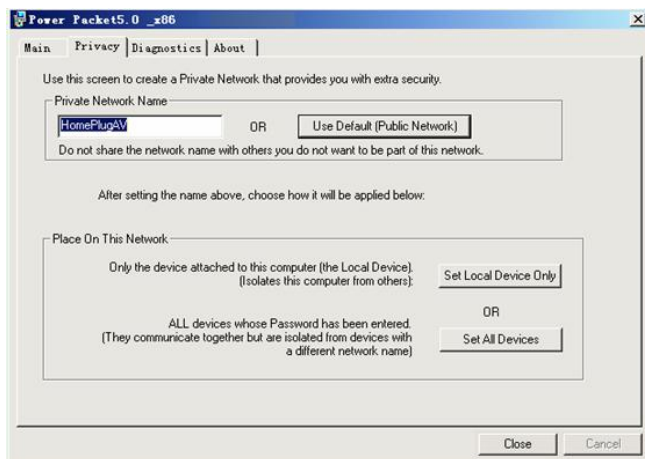 Power Packet5.0 _x86
Main Privacy Diagnostics About
Use this screen to create a Private Network that provides you with extra security.
Private Network Name
HomePlugAV OR Use Default (Public Network)
Do not share the network name with others you do not want to be part of this network.
After setting the name above, choose how it will be applied below:
Place On This Network
Only the device attached to this computer (the Local Device).
(Isolates this computer from others): Set Local Device Only
OR
ALL devices whose Password has been entered.
(They communicate together but are isolated from devices with Set All Devices
a different network name)
Close Cancel